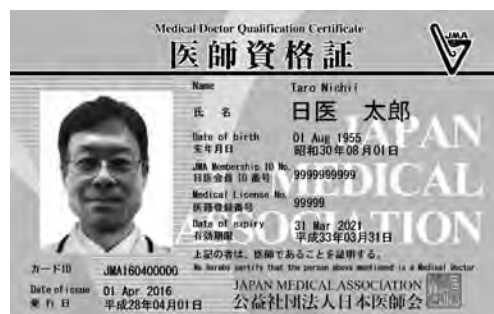 Medical Doctor Qualification Certificate
医師資格証
JMA
Name Taro Nichii
氏 名 日医 太郎
Date of birth 01 Aug 1955
生年月日 昭和30年08月01日
JMA Membership ID No.
日医会員 ID 番号 9999999999
Medical License No.
医籍登録番号 99999
Date of expiry 31 Mar 2021
有効期限 平成33年03月31日
上記の者は、医師であることを証明する。
We hereby certify that the person above mentioned is a Medical Doctor
カードID JMA160400000
Date of issue 01 Apr 2016
発 行 日 平成28年04月01日
JAPAN MEDICAL ASSOCIATION
公益社団法人日本医師会
JAPAN
MEDICAL
ASSOCIATION